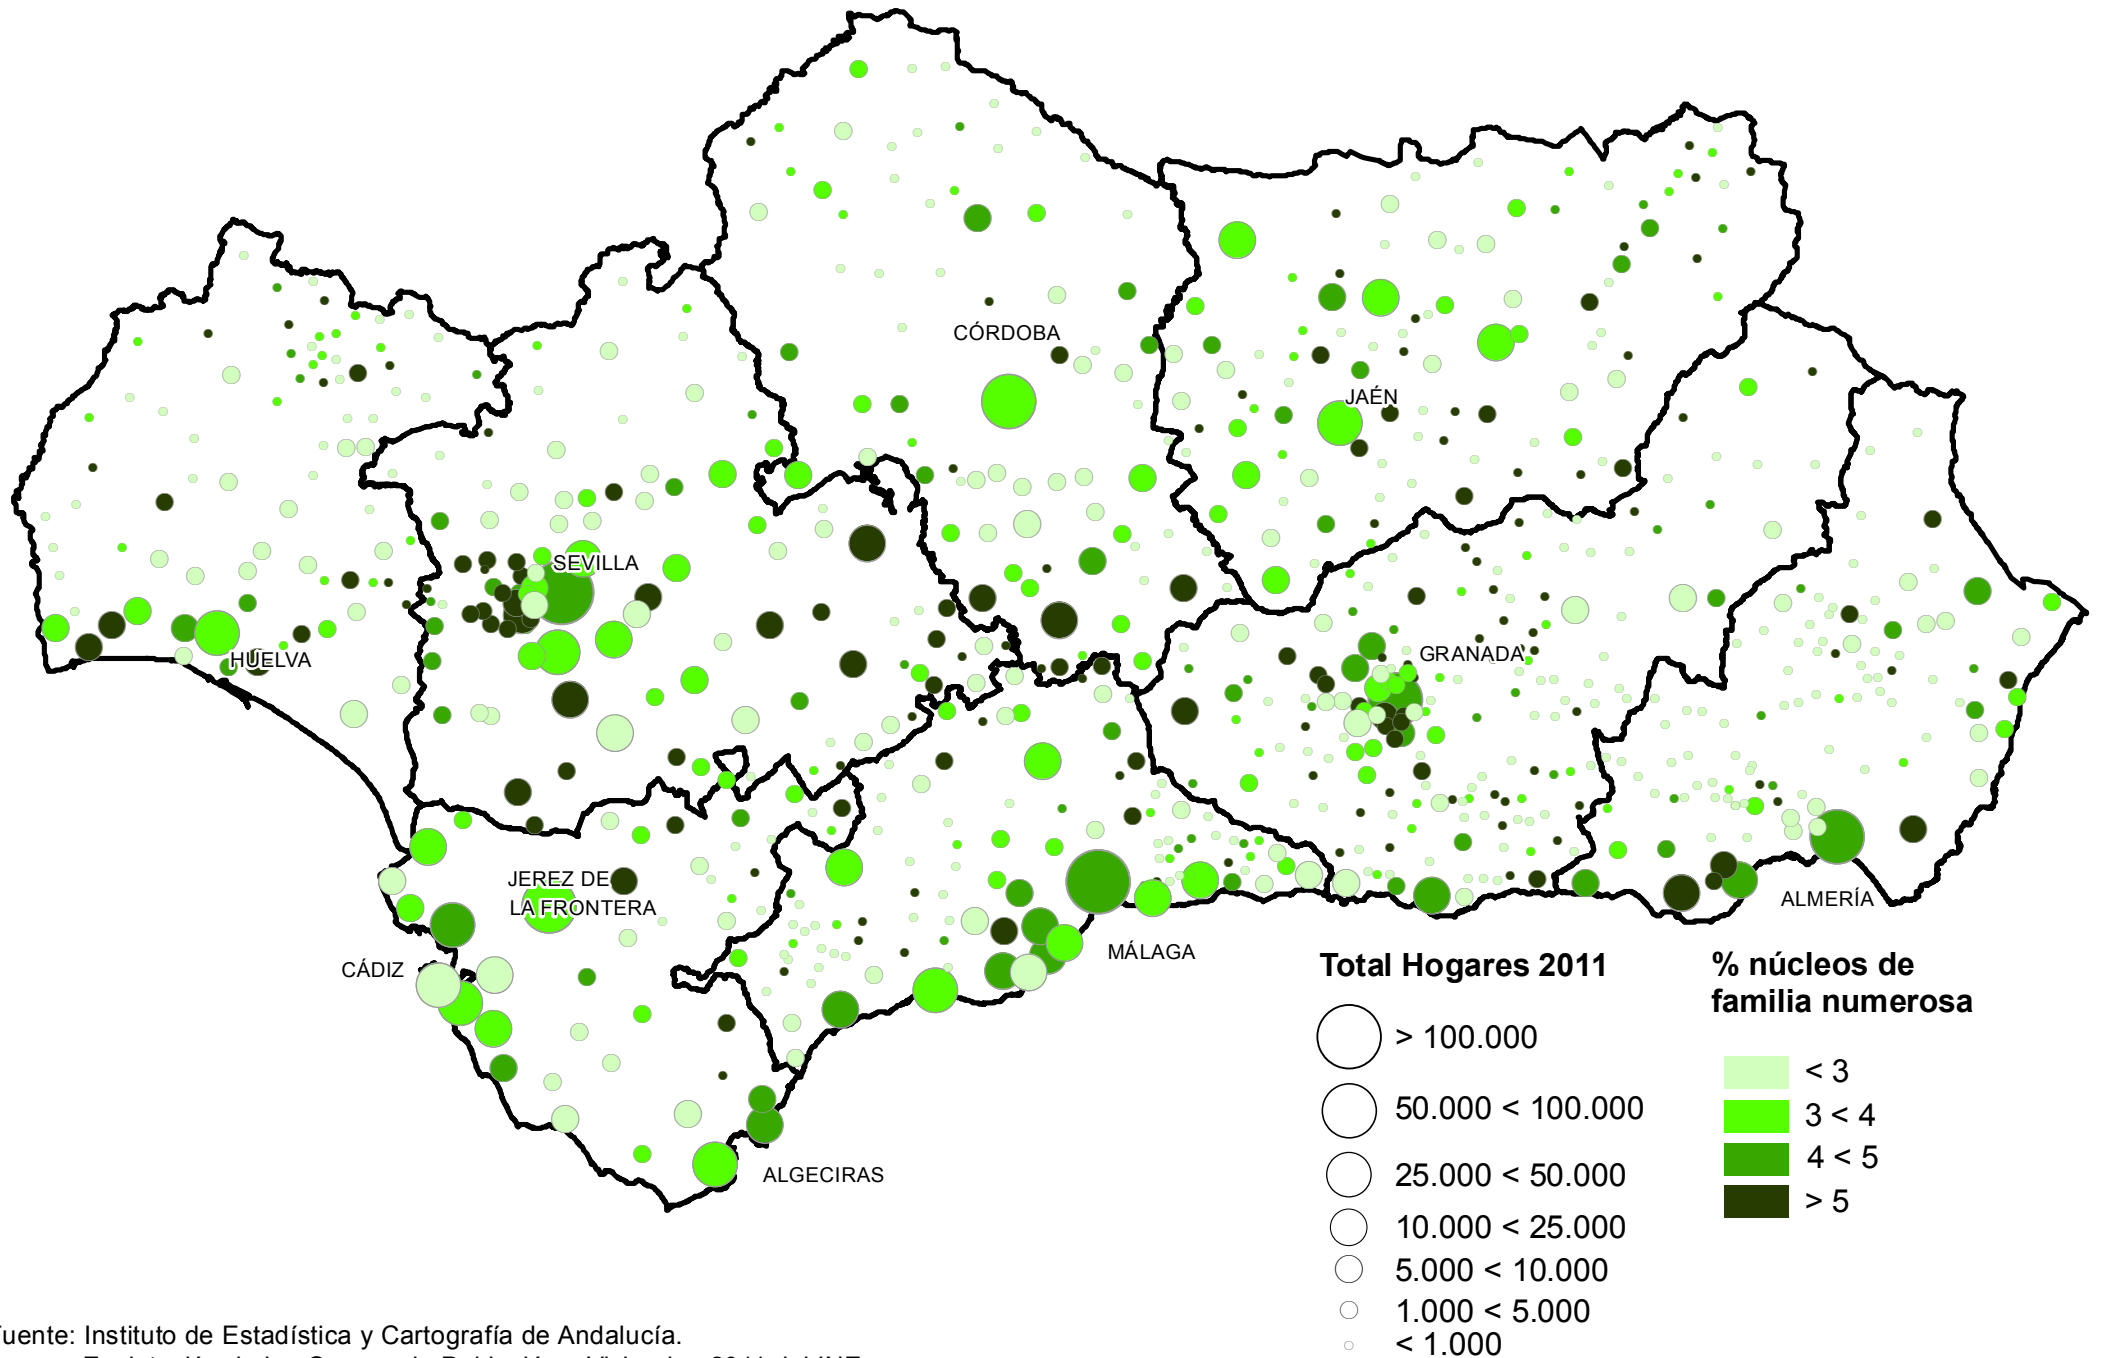 CÓRDOBA
JAÉN
SEVILLA
HUELVA
GRANADA
JEREZ DE
LA FRONTERA
ALMERÍA
MÁLAGA
CÁDIZ
ALGECIRAS
Total Hogares 2011
> 100.000
50.000 < 100.000
25.000 < 50.000
10.000 < 25.000
5.000 < 10.000
1.000 < 5.000
< 1.000
% núcleos de
familia numerosa
< 3
3 < 4
4 < 5
> 5
Fuente: Instituto de Estadística y Cartografía de Andalucía.